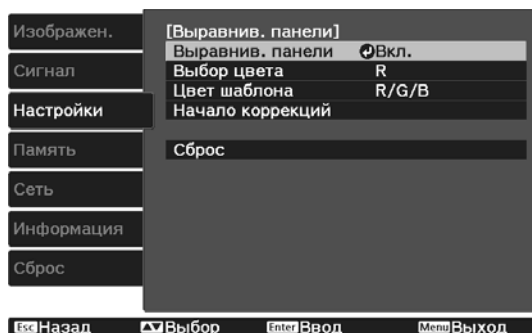 Изображен.
Сигнал
Настройки
Память
Сеть
Информация
Сброс
[Выравнив. панели]
Выравнив. панели Вкл.
Выбор цвета R
Цвет шаблона R/G/B
Начало коррекций
Сброс
Esc Назад Выбор Enter Ввод Menu Выход